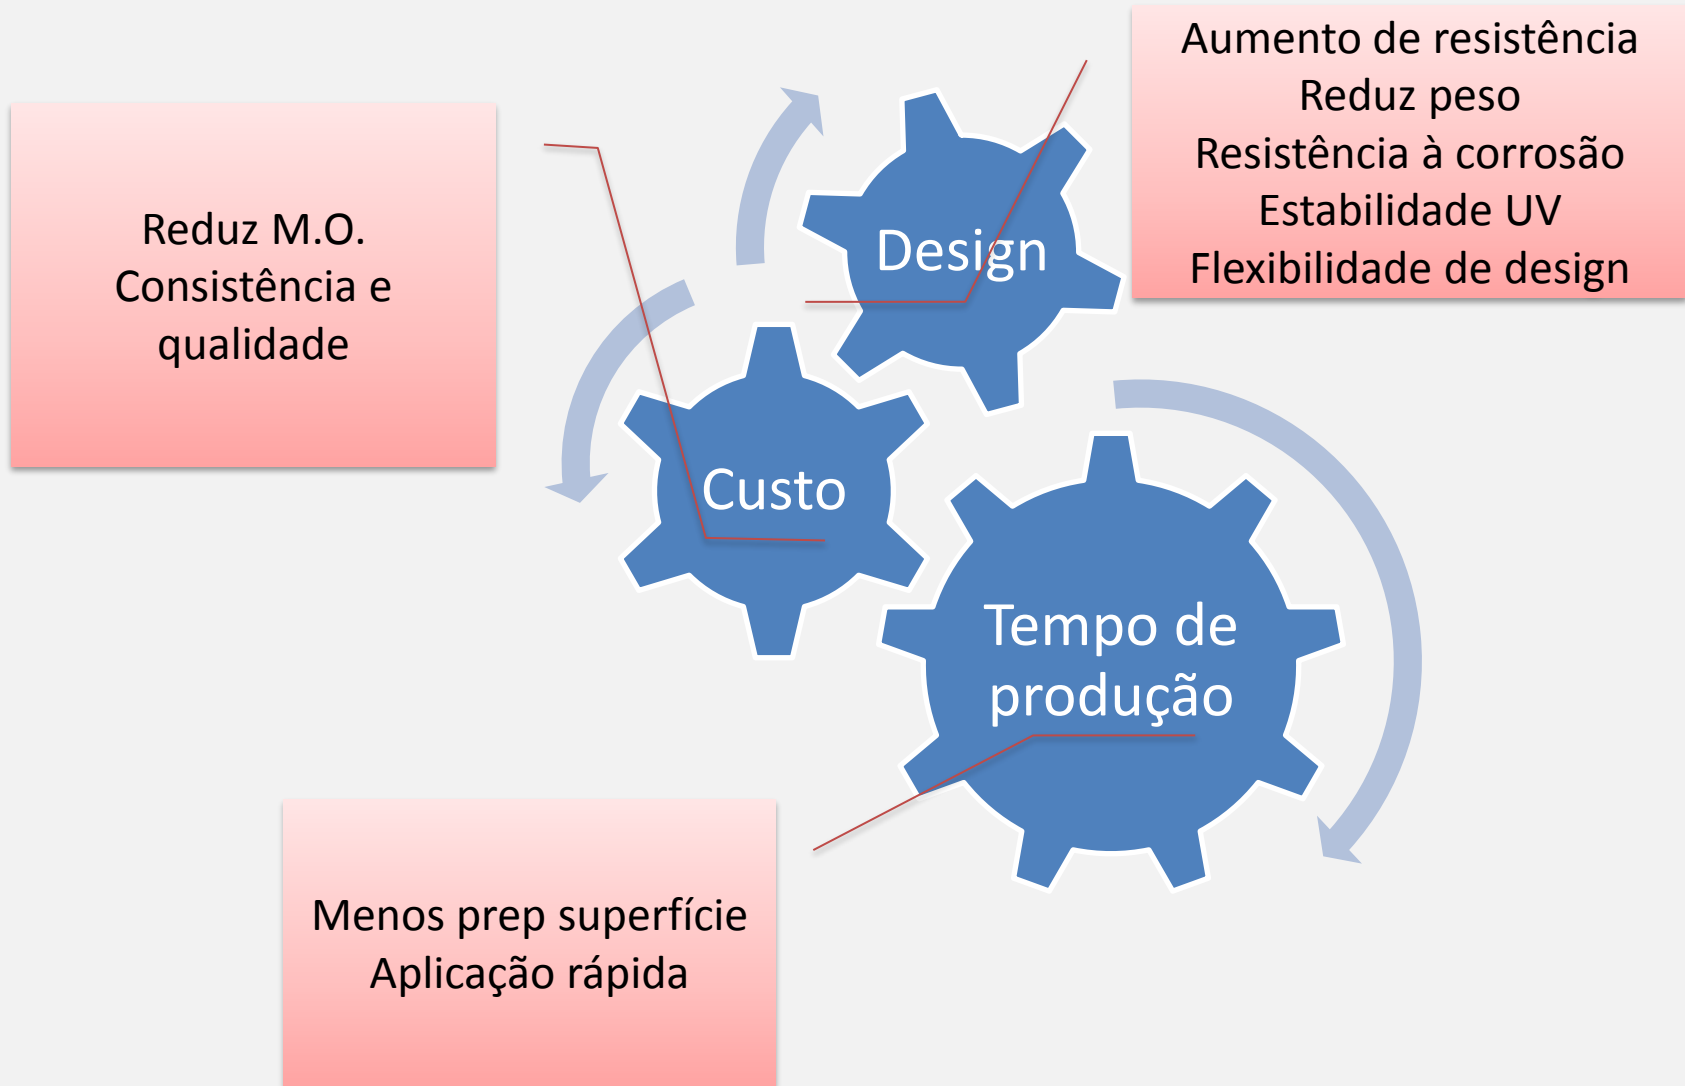 Aumento de resistência
Reduz peso
Resistência à corrosão
Estabilidade UV
Flexibilidade de design
Reduz M.O.
Consistência e
qualidade
Design
Custo
Tempo de
produção
Menos prep superfície
Aplicação rápida